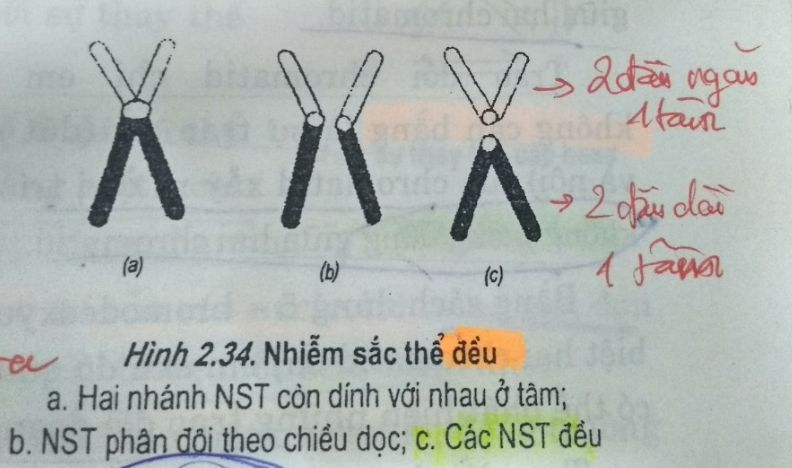 → 2 đầu ngắn
1 tâm
→ 2 đầu dài
1 tâm
(a) (b) (c)
Hình 2.34. Nhiễm sắc thể đều
a. Hai nhánh NST còn dính với nhau ở tâm;
b. NST phân đôi theo chiều dọc; c. Các NST đều